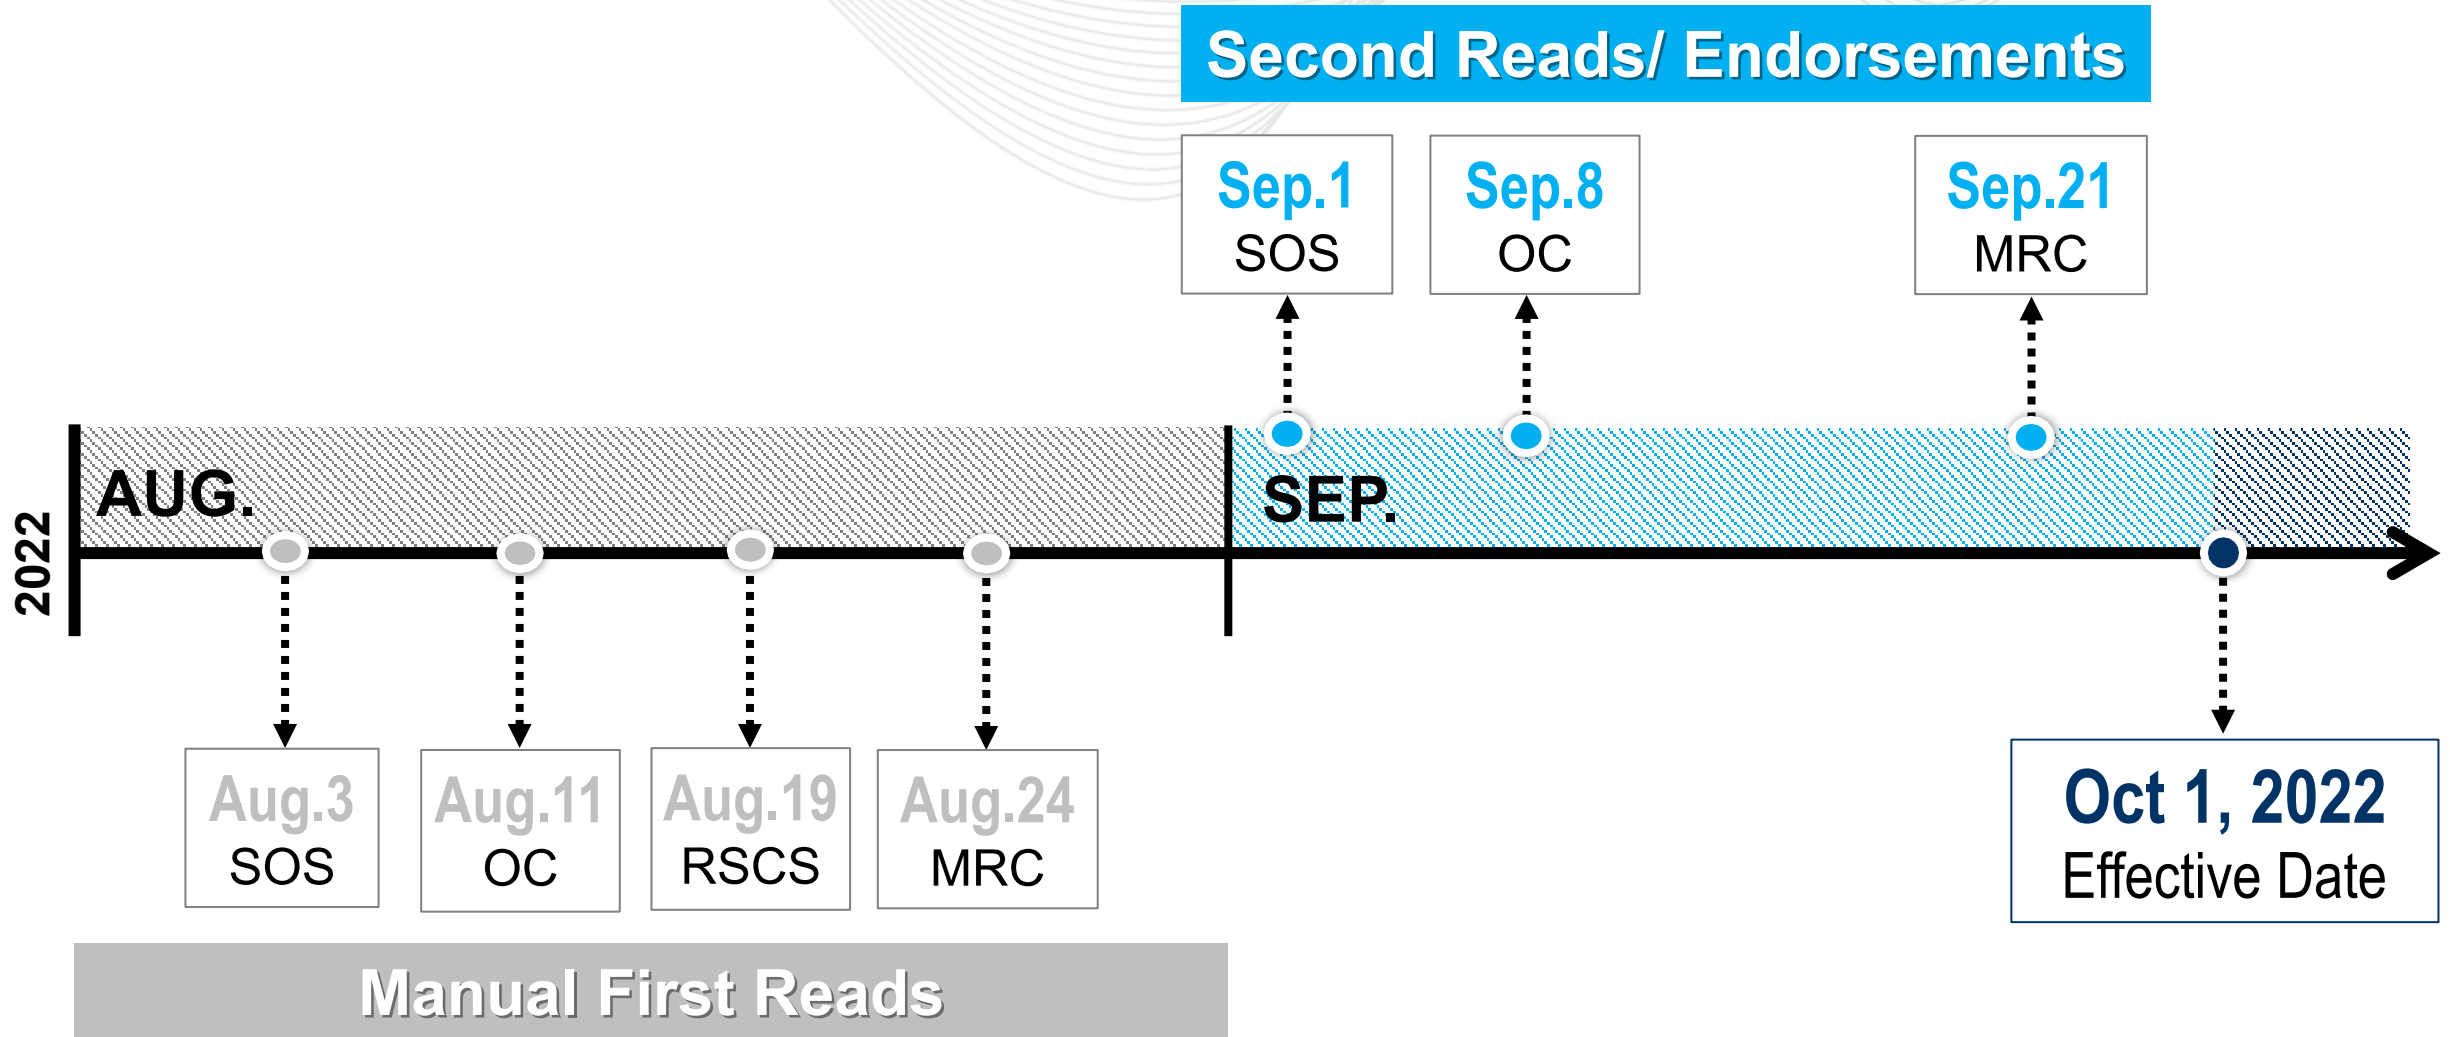 Second Reads/ Endorsements
Sep.1
SOS
Sep.8
OC
Sep.21
MRC
2022
AUG.
SEP.
Aug.3
SOS
Aug.11
OC
Aug.19
RSCS
Aug.24
MRC
Oct 1, 2022
Effective Date
Manual First Reads